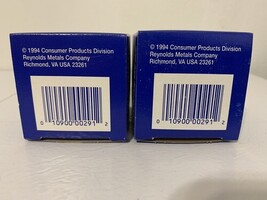 © 1994 Consumer Products Division
Reynolds Metals Company
Richmond, VA USA 23261
0 10900 00291 2
© 1994 Consumer Products Division
Reynolds Metals Company
Richmond, VA USA 23261
0 10900 00291 2